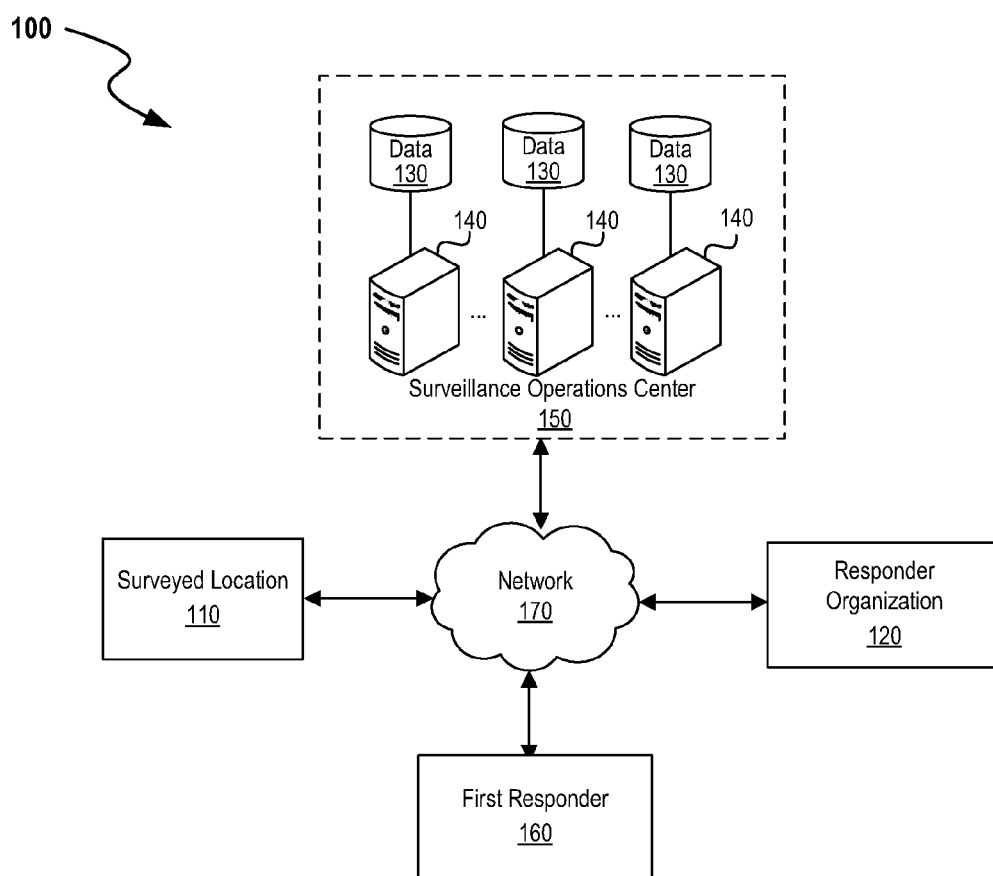 100
Data
130
Data
130
Data
130
140
140
140
...
...
Surveillance Operations Center
150
Surveyed Location
110
Network
170
Responder
Organization
120
First Responder
160